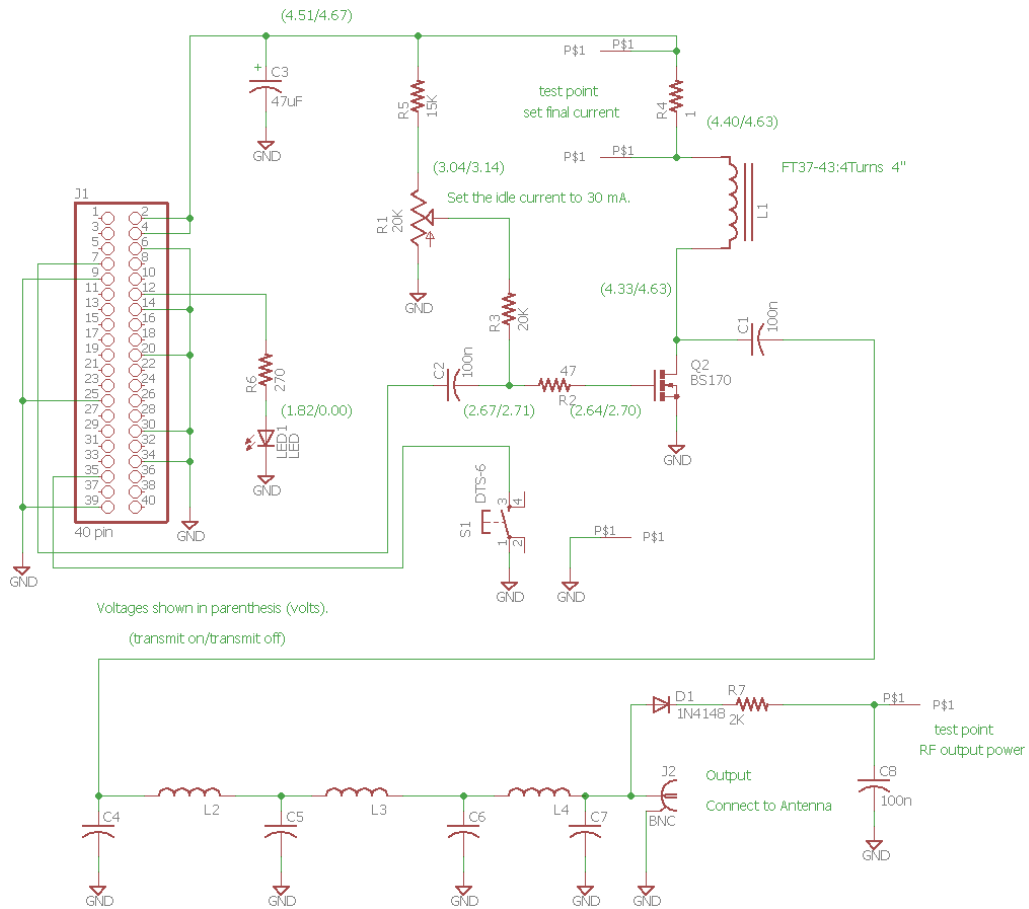 (4.51/4.67)
P$1
P$1
C3
+
47uF
GND
R5
15K
test point
set final current
R4
1
(4.40/4.63)
P$1
P$1
FT37-43:4Turns 4"
L1
(3.04/3.14)
Set the idle current to 30 mA.
R1
20K
GND
J1
1
2
3
4
5
6
7
8
9
10
11
12
13
14
15
16
17
18
19
20
21
22
23
24
25
26
27
28
29
30
31
32
33
34
35
36
37
38
39
40
40 pin
GND
GND
R6
270
(1.82/0.00)
LED1
LED
GND
R3
20K
C2
100n
47
R2
(2.67/2.71)
(2.64/2.70)
(4.33/4.63)
C1
100n
Q2
BS170
GND
DTS-6
S1
3
4
1
2
GND
P$1
P$1
GND
Voltages shown in parenthesis (volts).
(transmit on/transmit off)
D1
1N4148
R7
2K
P$1
P$1
test point
RF output power
C8
100n
GND
J2
BNC
Output
Connect to Antenna
L2
L3
L4
C4
C5
C6
C7
GND
GND
GND
GND
GND